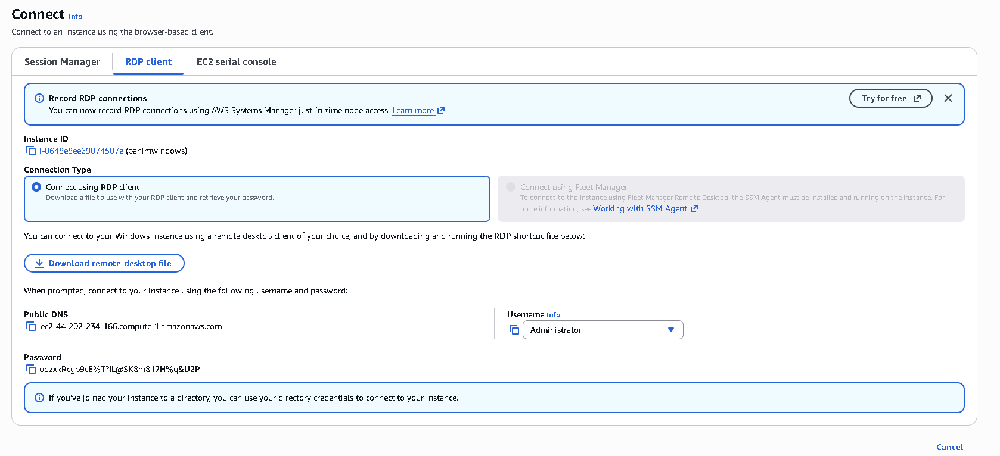 Connect Info
Connect to an instance using the browser-based client.
Session Manager
RDP client
EC2 serial console
Record RDP connections
You can now record RDP connections using AWS Systems Manager just-in-time node access. Learn more
Try for free
Instance ID
i-0648e8ee69074507e (pahimwindows)
Connection Type
Connect using RDP client
Download a file to use with your RDP client and retrieve your password.
Connect using Fleet Manager
To connect to the instance using Fleet Manager Remote Desktop, the SSM Agent must be installed and running on the instance. For
more information, see Working with SSM Agent
You can connect to your Windows instance using a remote desktop client of your choice, and by downloading and running the RDP shortcut file below:
Download remote desktop file
When prompted, connect to your instance using the following username and password:
Public DNS
ec2-44-202-234-166.compute-1.amazonaws.com
Username Info
Administrator
Password
oqzxkRcgb9cE%T?IL@$K8m817H%q&U2P
If you've joined your instance to a directory, you can use your directory credentials to connect to your instance.
Cancel